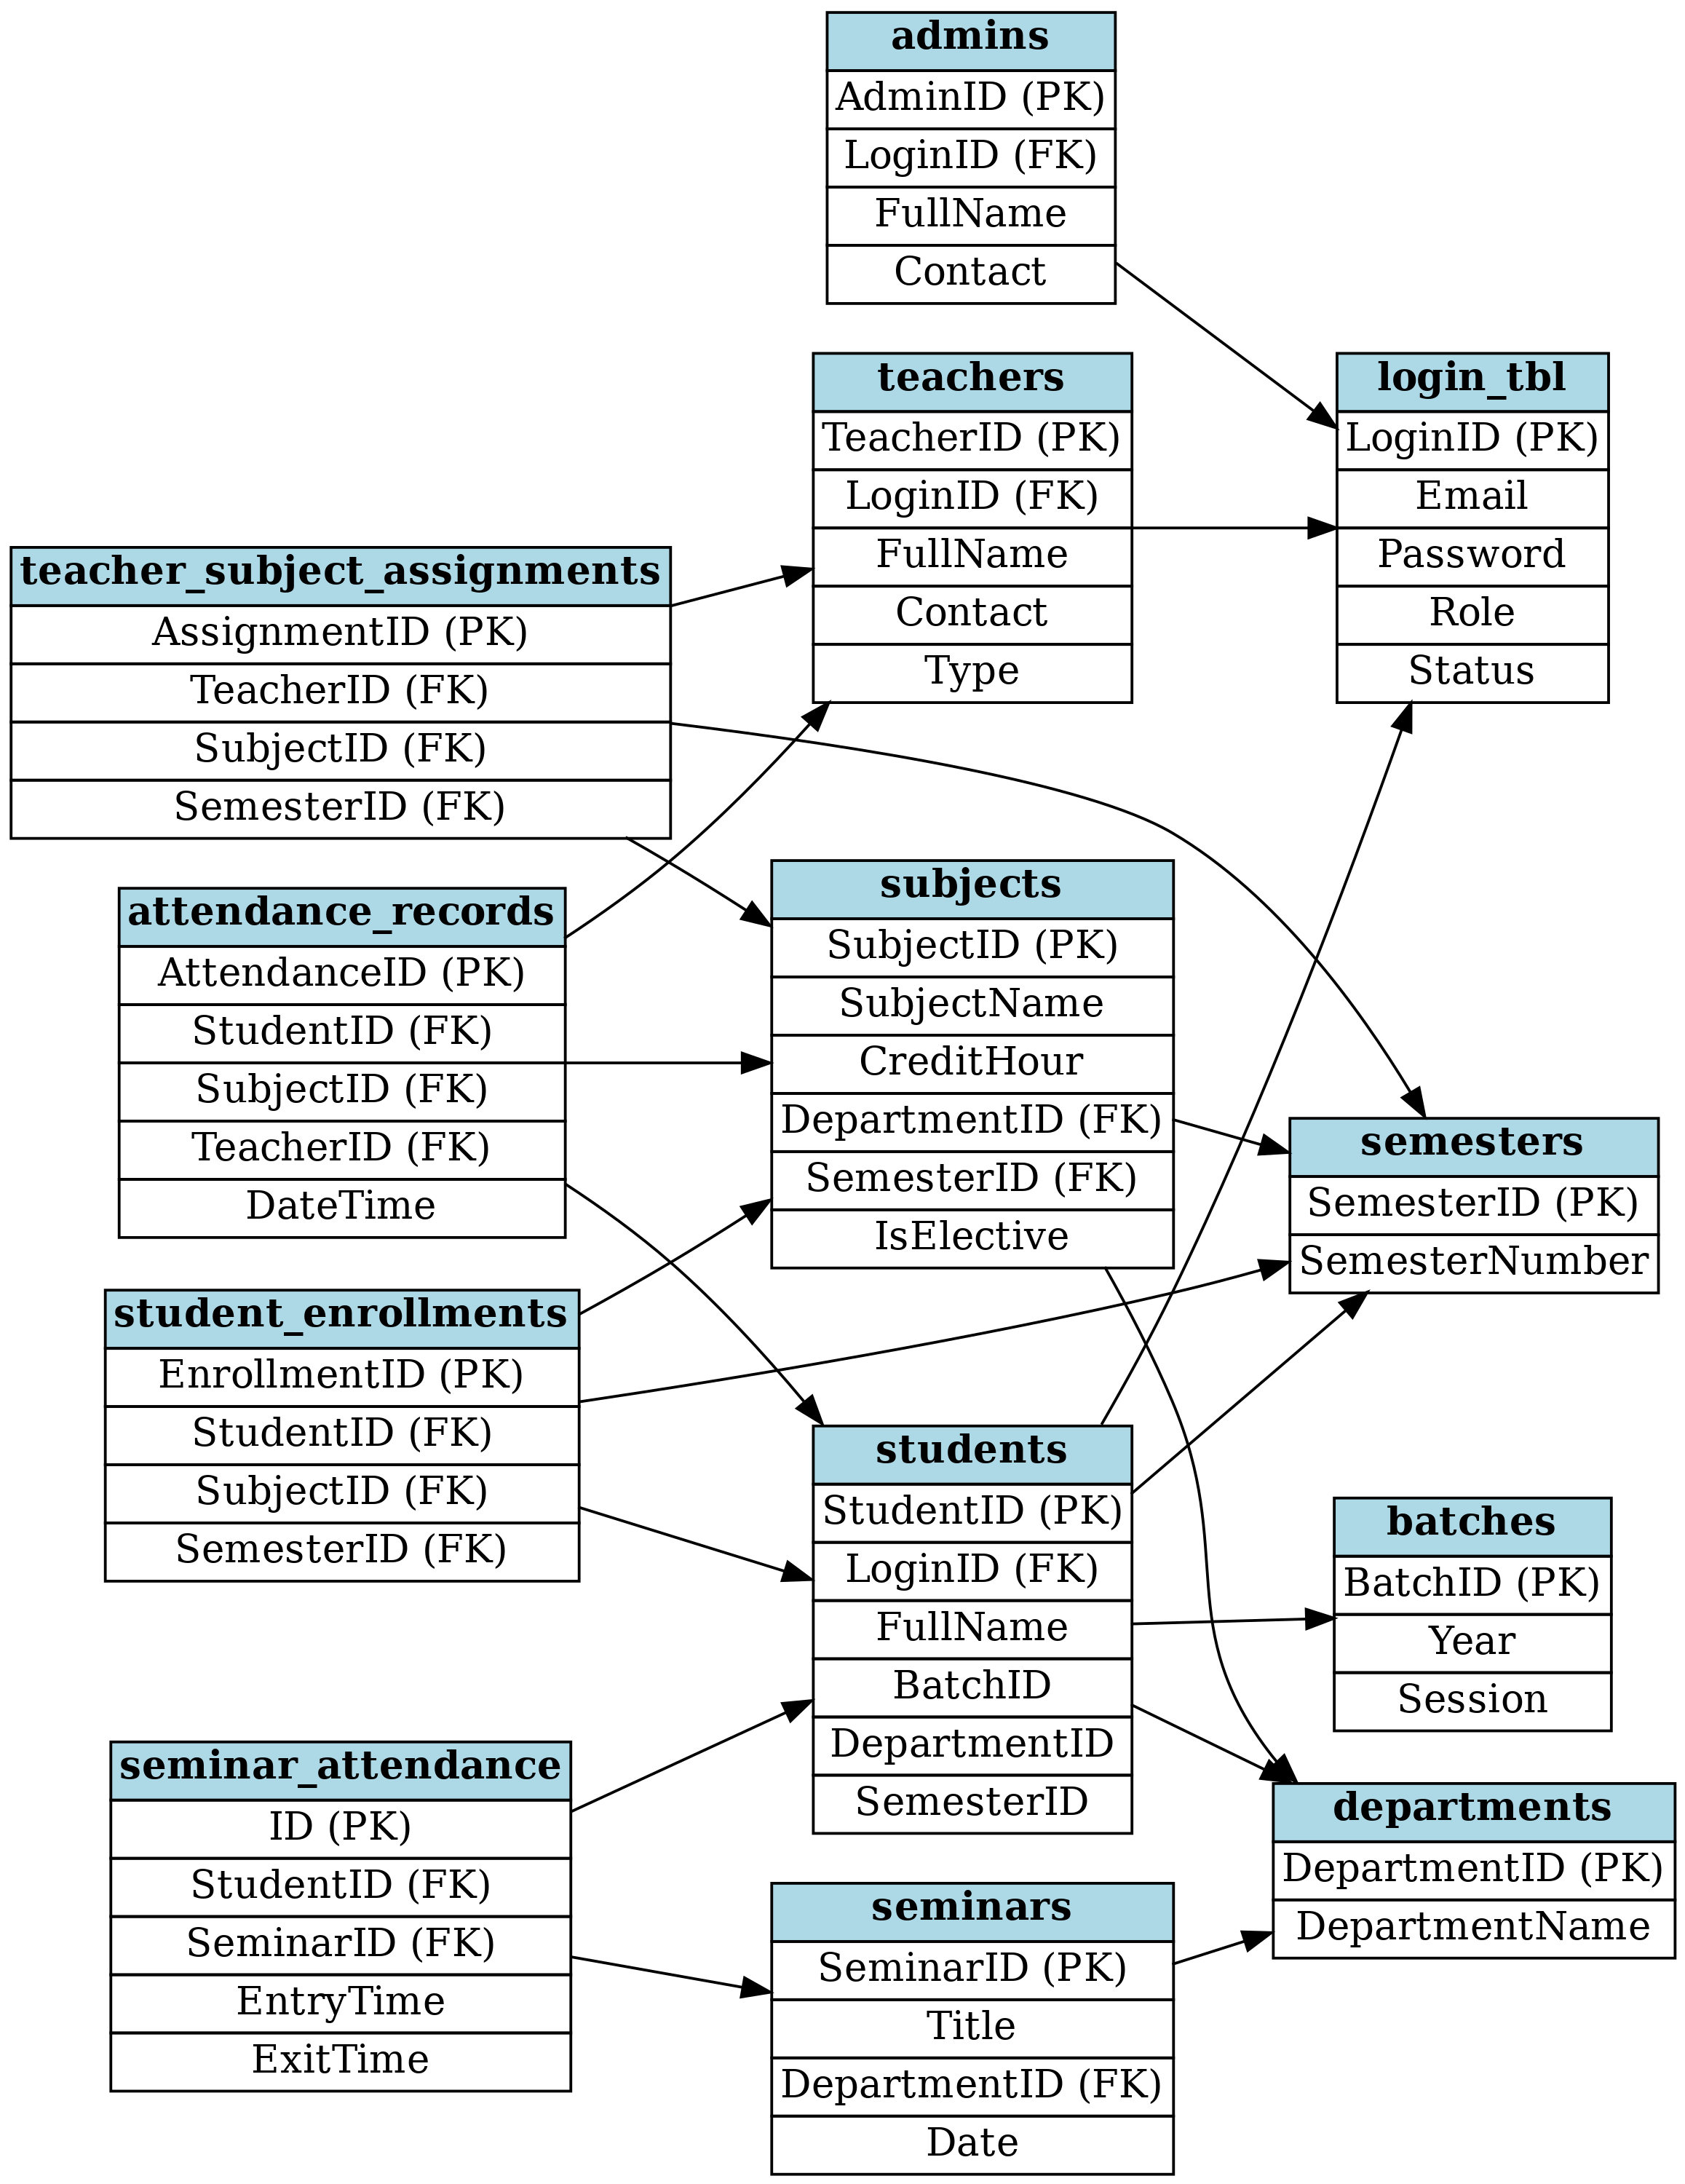 admins
AdminID (PK)
LoginID (FK)
FullName
Contact
teachers
TeacherID (PK)
LoginID (FK)
FullName
Contact
Type
login_tbl
LoginID (PK)
Email
Password
Role
Status
teacher_subject_assignments
AssignmentID (PK)
TeacherID (FK)
SubjectID (FK)
SemesterID (FK)
attendance_records
AttendanceID (PK)
StudentID (FK)
SubjectID (FK)
TeacherID (FK)
DateTime
subjects
SubjectID (PK)
SubjectName
CreditHour
DepartmentID (FK)
SemesterID (FK)
IsElective
semesters
SemesterID (PK)
SemesterNumber
student_enrollments
EnrollmentID (PK)
StudentID (FK)
SubjectID (FK)
SemesterID (FK)
students
StudentID (PK)
LoginID (FK)
FullName
BatchID
DepartmentID
SemesterID
batches
BatchID (PK)
Year
Session
seminar_attendance
ID (PK)
StudentID (FK)
SeminarID (FK)
EntryTime
ExitTime
seminars
SeminarID (PK)
Title
DepartmentID (FK)
Date
departments
DepartmentID (PK)
DepartmentName